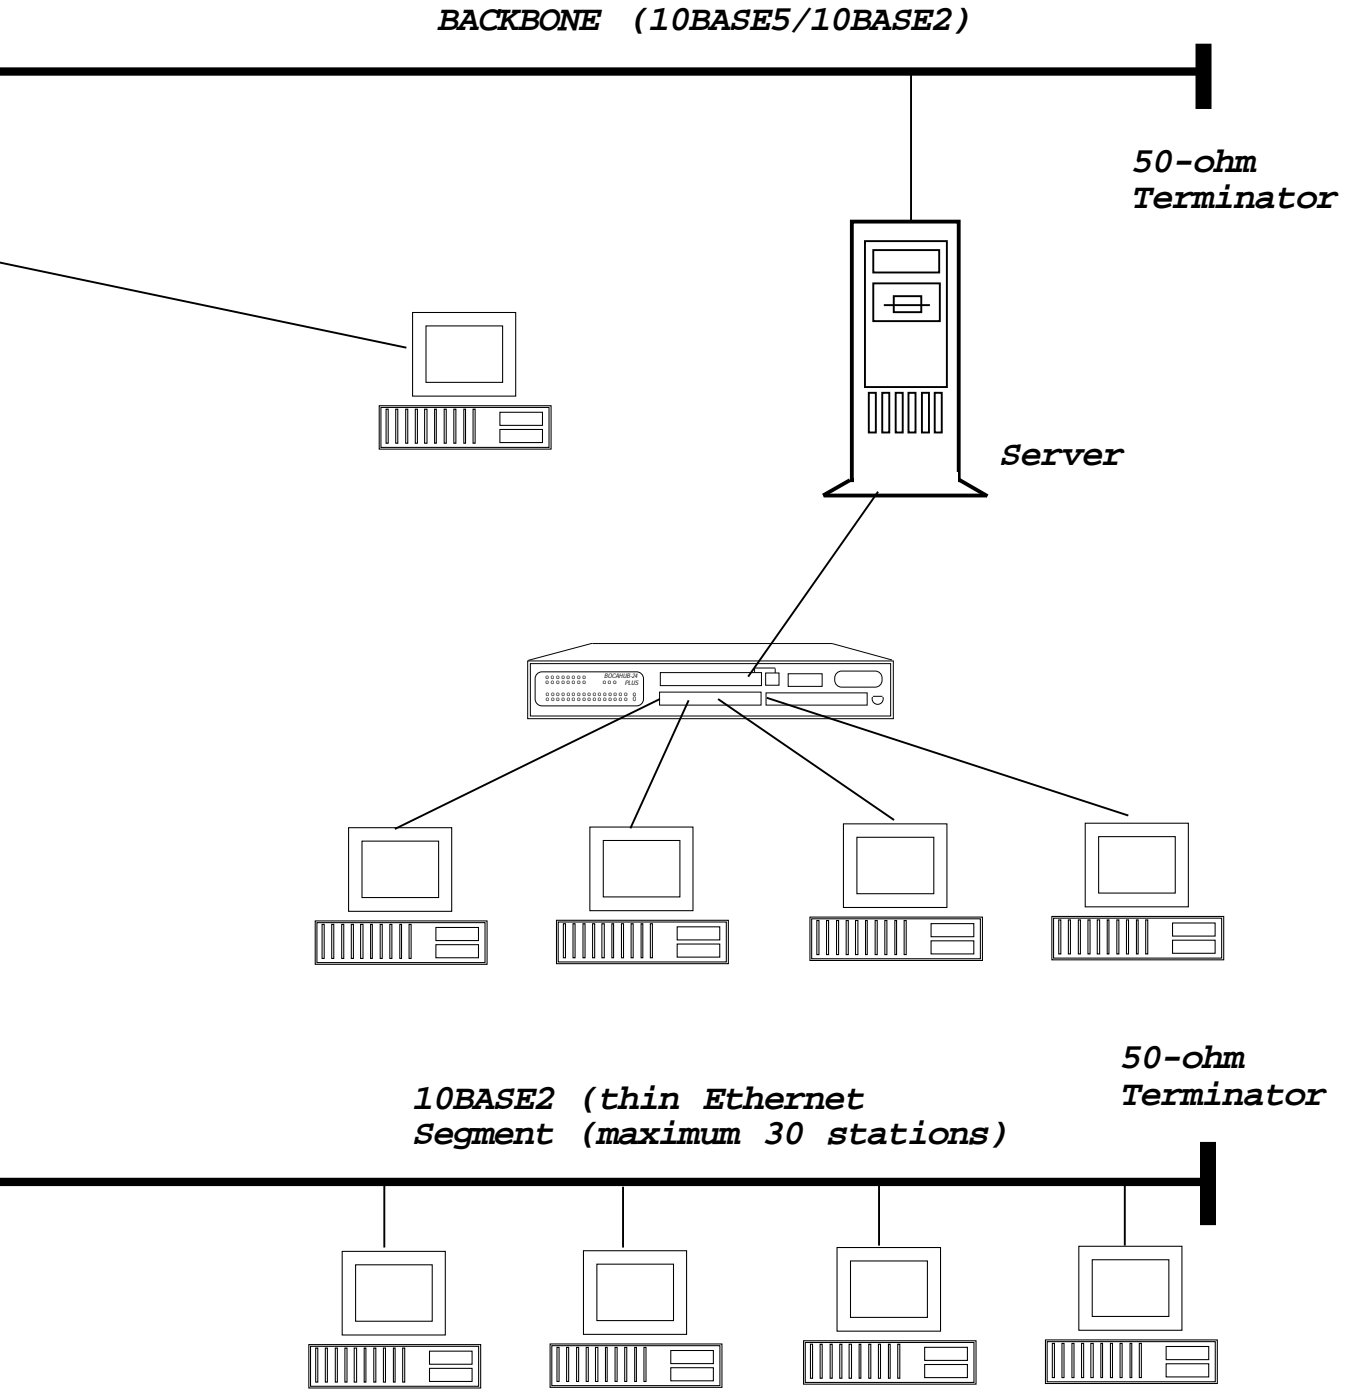 BACKBONE (10BASE5/10BASE2)
50-ohm
Terminator
Server
BOCAHUB-24
PLUS
50-ohm
Terminator
10BASE2 (thin Ethernet
Segment (maximum 30 stations)